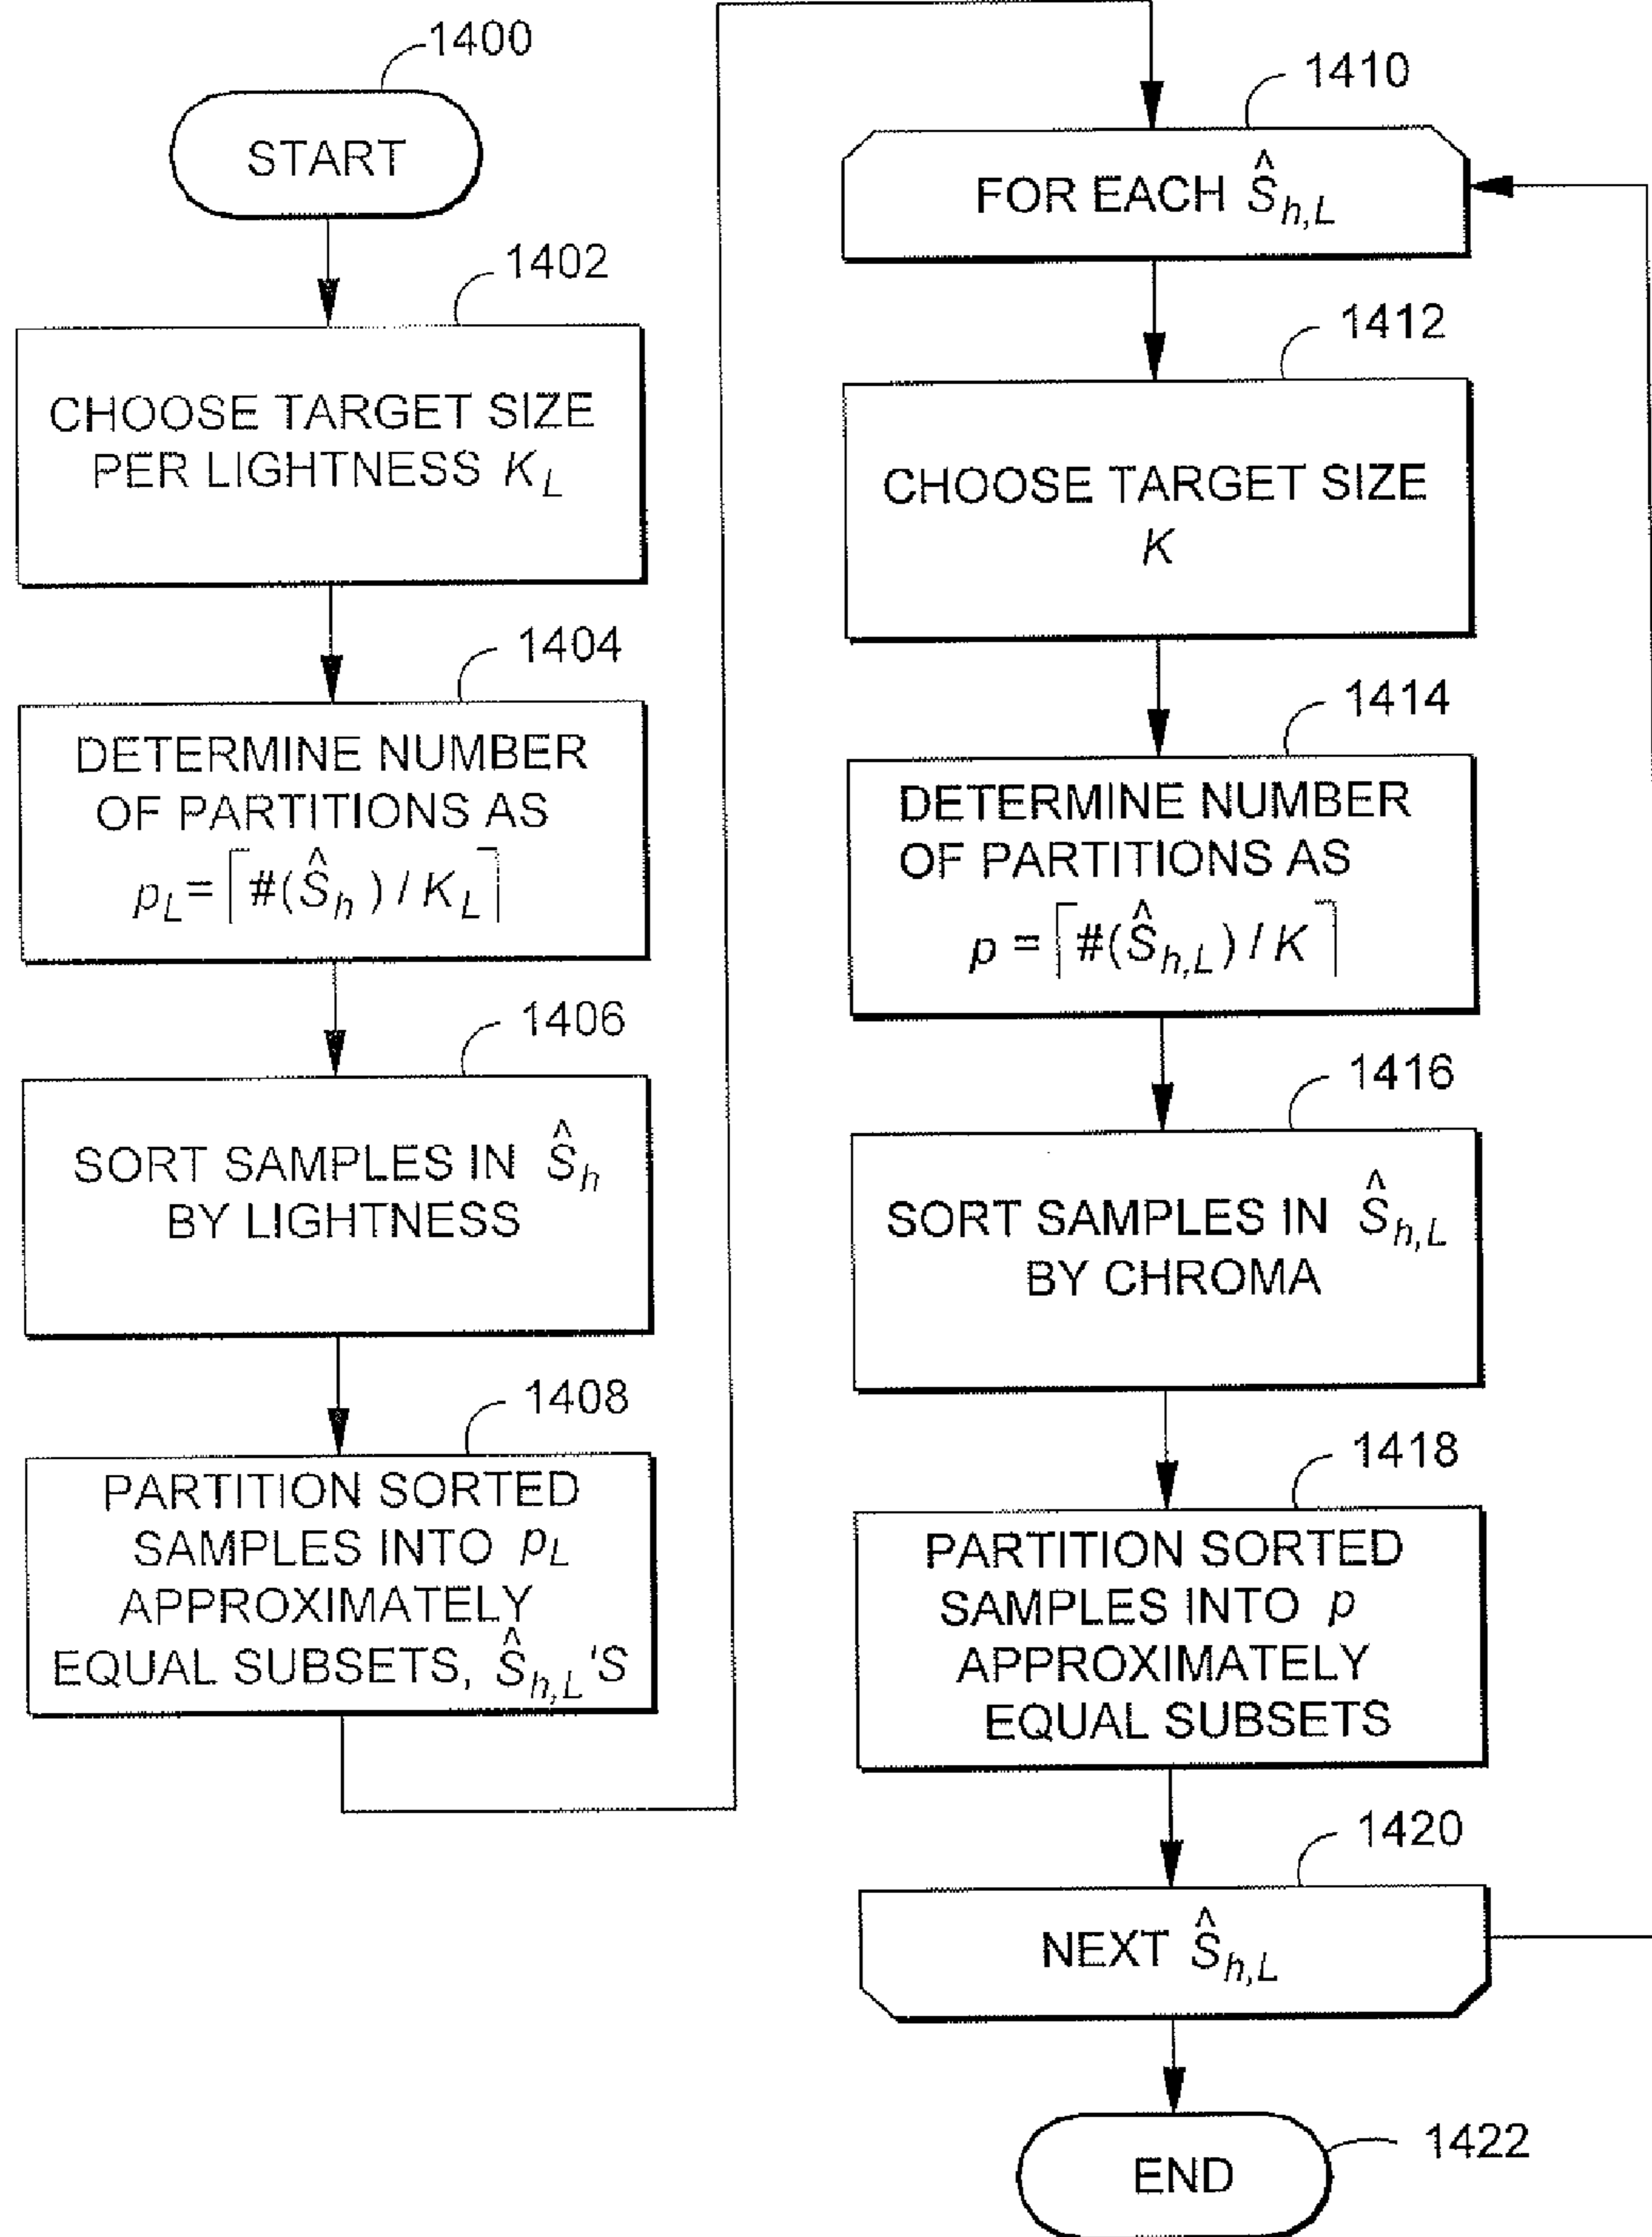 1400
START
1402
CHOOSE TARGET SIZE
PER LIGHTNESS K_L
1404
DETERMINE NUMBER
OF PARTITIONS AS
p_L = ⌈#(Ŝ_h) / K_L⌉
1406
SORT SAMPLES IN Ŝ_h
BY LIGHTNESS
1408
PARTITION SORTED
SAMPLES INTO p_L
APPROXIMATELY
EQUAL SUBSETS, Ŝ_h,L 'S
1410
FOR EACH Ŝ_h,L
1412
CHOOSE TARGET SIZE
K
1414
DETERMINE NUMBER
OF PARTITIONS AS
p = ⌈#(Ŝ_h,L) / K⌉
1416
SORT SAMPLES IN Ŝ_h,L
BY CHROMA
1418
PARTITION SORTED
SAMPLES INTO p
APPROXIMATELY
EQUAL SUBSETS
1420
NEXT Ŝ_h,L
1422
END